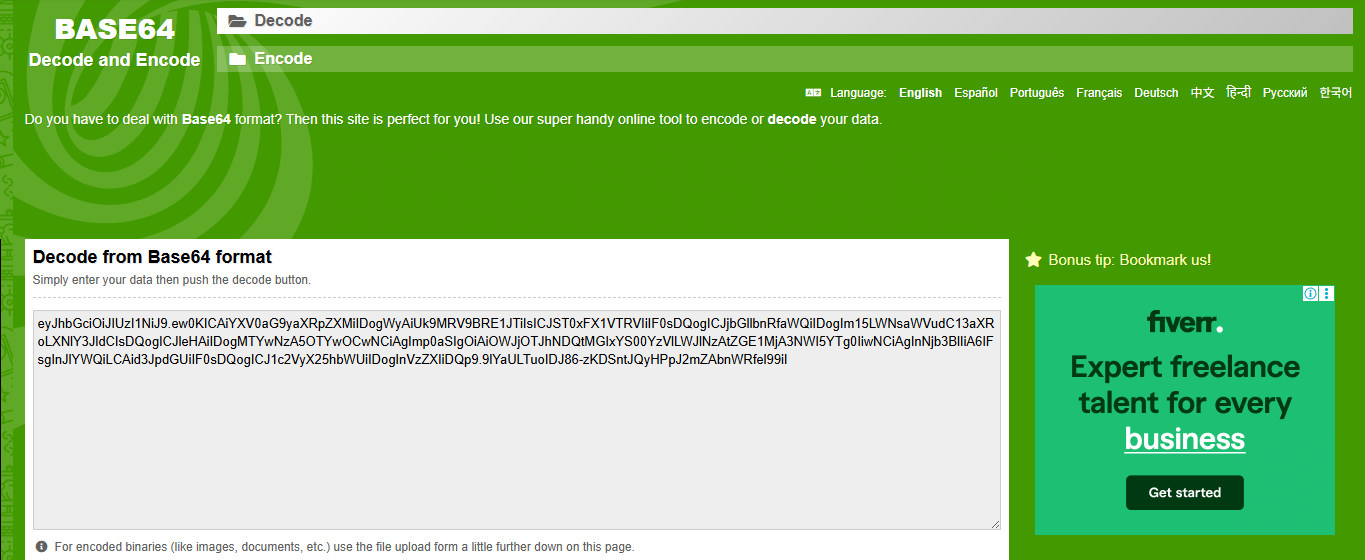 BASE64
Decode and Encode
Decode
Encode
Language: English Español Português Français Deutsch 中文 हिन्दी Русский 한국어
Do you have to deal with Base64 format? Then this site is perfect for you! Use our super handy online tool to encode or decode your data.
Decode from Base64 format
Simply enter your data then push the decode button.
eyJhbGciOiJIUzI1NiJ9.ew0KICAiYXV0aG9yaXRpZXMiIDogWyAiUk9MRV9BRE1JTiIsICJST0xFX1VTRVIiIF0sDQogICJjbGllbnRfaWQiIDogIm15LWNsaWVudC13aXR
oLXNlY3JldCIsDQogICJleHAiIDogMTYwNzA5OTYwOCwNCiAgImp0aSIgOiAiOWJjOTJhNDQtMGIxYS00YzVlLWJlNzAtZGE1MjA3NWI5YTg0IiwNCiAgInNjb3BlIiA6IF
sgInJlYWQiLCAid3JpdGUiIF0sDQogICJ1c2VyX25hbWUiIDogInVzZXIiDQp9.9lYaULTuoIDJ86-zKDSntJQyHPpJ2mZAbnWRfel99iI
For encoded binaries (like images, documents, etc.) use the file upload form a little further down on this page.
Bonus tip: Bookmark us!
fiverr.
Expert freelance
talent for every
business
Get started